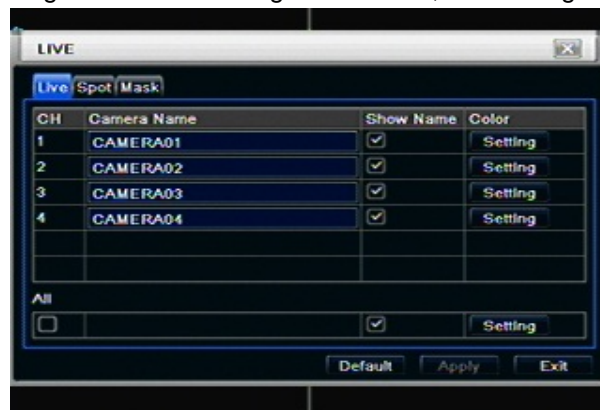 LIVE
Live Spot Mask
CH Camera Name Show Name Color
1 CAMERA01 Setting
2 CAMERA02 Setting
3 CAMERA03 Setting
4 CAMERA04 Setting
All
Setting
Default Apply Exit